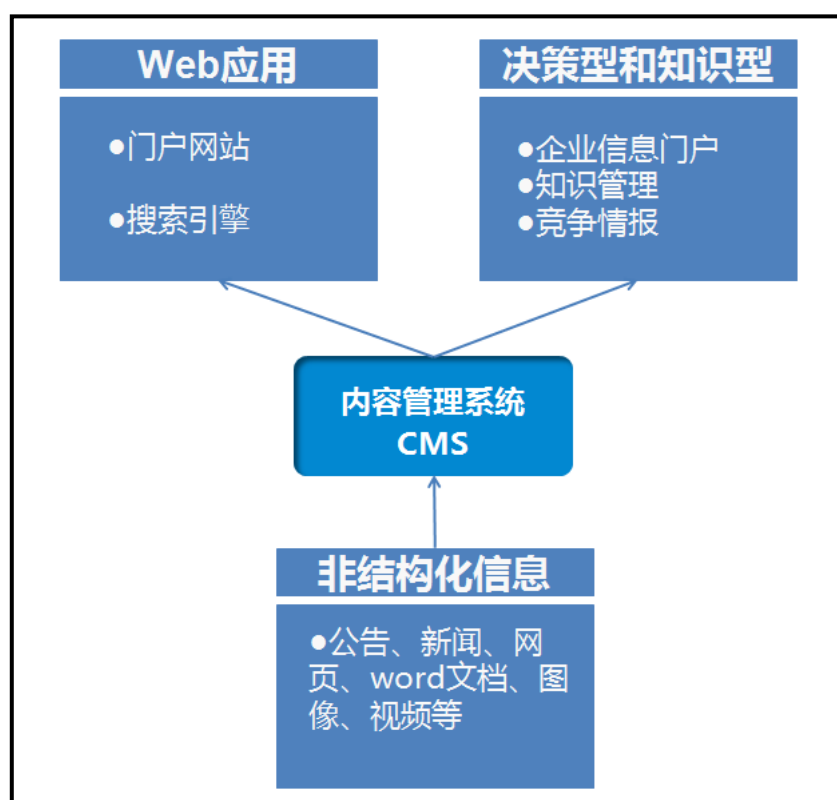 Web应用
●门户网站
●搜索引擎
决策型和知识型
●企业信息门户
●知识管理
●竞争情报
内容管理系统
CMS
非结构化信息
●公告、新闻、网
页、word文档、图
像、视频等